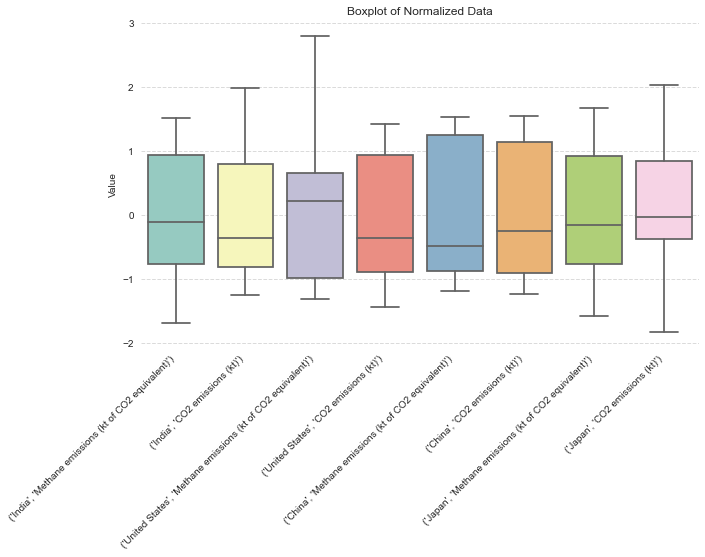 Boxplot of Normalized Data
3
2
1
0
−1
−2
Value
('India', 'Methane emissions (kt of CO2 equivalent)')
('India', 'CO2 emissions (kt)')
('United States', 'Methane emissions (kt of CO2 equivalent)')
('United States', 'CO2 emissions (kt)')
('China', 'Methane emissions (kt of CO2 equivalent)')
('China', 'CO2 emissions (kt)')
('Japan', 'Methane emissions (kt of CO2 equivalent)')
('Japan', 'CO2 emissions (kt)')